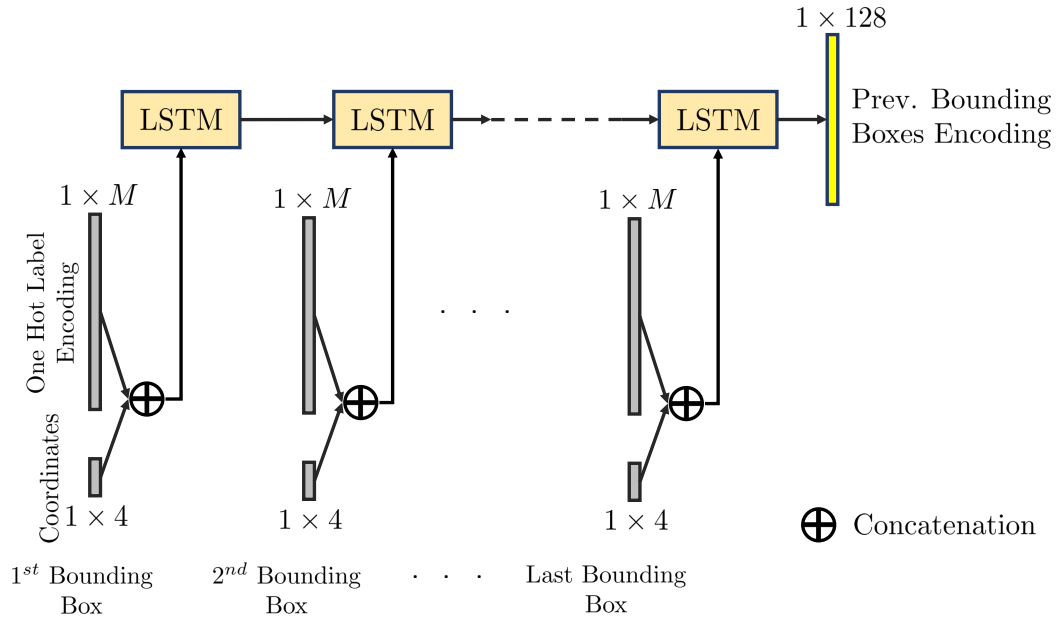 1 × 128
LSTM
LSTM
LSTM
Prev. Bounding
Boxes Encoding
1 × M
1 × M
1 × M
One Hot Label
Encoding
. . .
Coordinates
1 × 4
1 × 4
1 × 4
Concatenation
1st Bounding
Box
2nd Bounding
Box
. . .
Last Bounding
Box